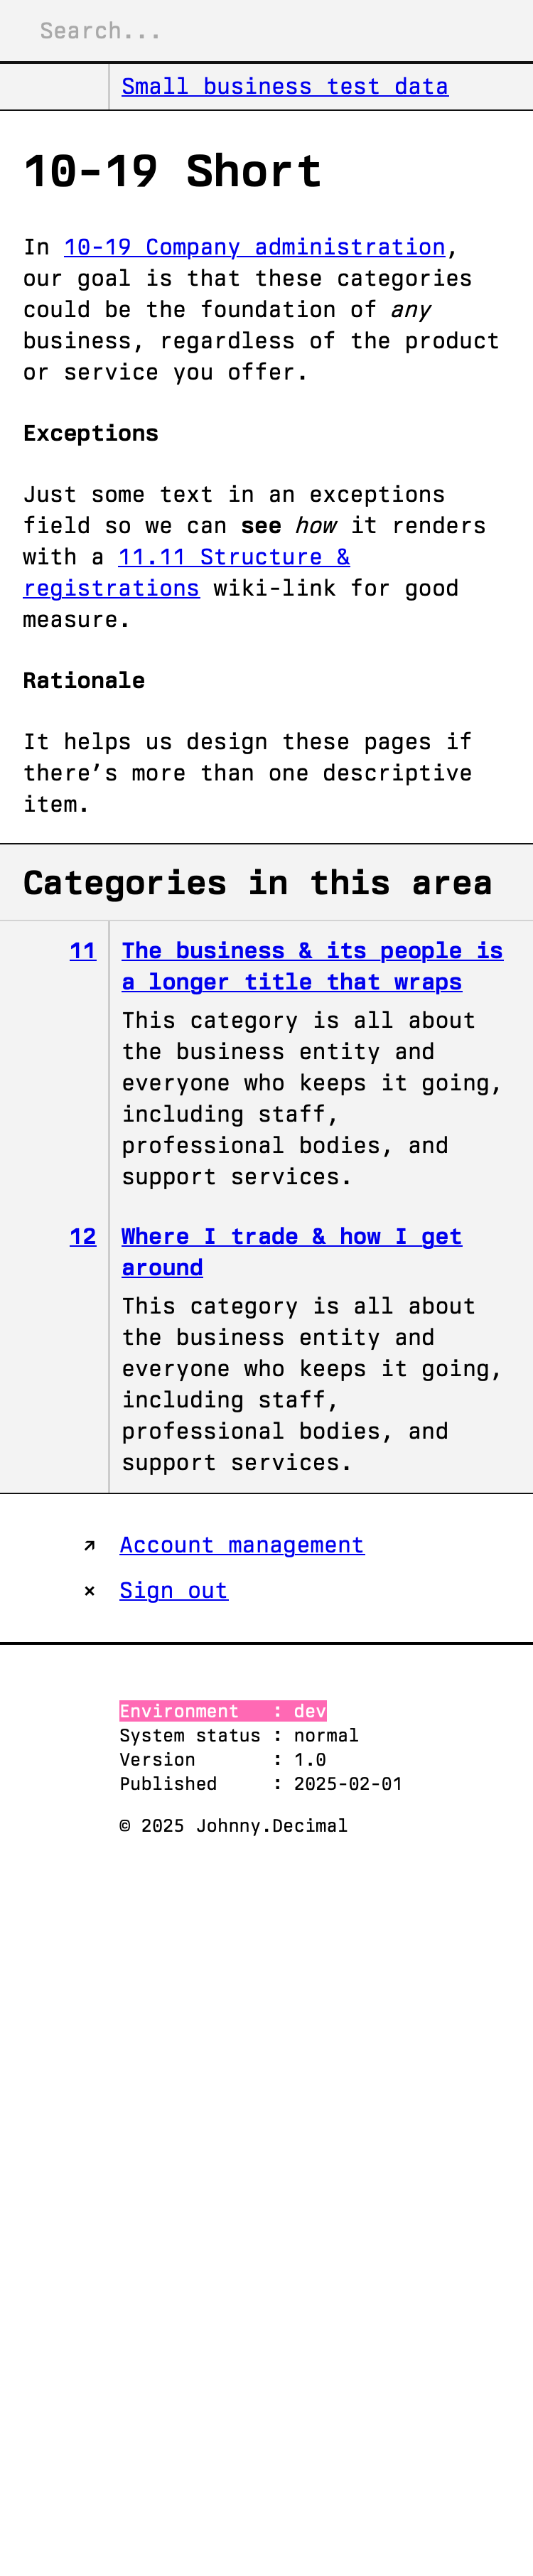 Search...
Small business test data
10-19 Short
In 10-19 Company administration,
our goal is that these categories
could be the foundation of any
business, regardless of the product
or service you offer.
Exceptions
Just some text in an exceptions
field so we can see how it renders
with a 11.11 Structure &
registrations wiki-link for good
measure.
Rationale
It helps us design these pages if
there’s more than one descriptive
item.
Categories in this area
11 The business & its people is
a longer title that wraps
This category is all about
the business entity and
everyone who keeps it going,
including staff,
professional bodies, and
support services.
12 Where I trade & how I get
around
This category is all about
the business entity and
everyone who keeps it going,
including staff,
professional bodies, and
support services.
↗ Account management
× Sign out
Environment : dev
System status : normal
Version : 1.0
Published : 2025-02-01
© 2025 Johnny.Decimal